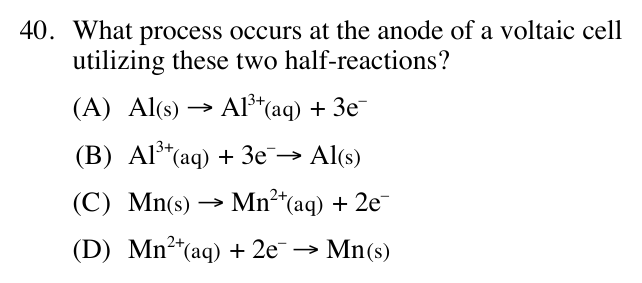 40. What process occurs at the anode of a voltaic cell
utilizing these two half-reactions?
(A) Al(s) → Al³⁺(aq) + 3e⁻
(B) Al³⁺(aq) + 3e⁻→ Al(s)
(C) Mn(s) → Mn²⁺(aq) + 2e⁻
(D) Mn²⁺(aq) + 2e⁻ → Mn(s)